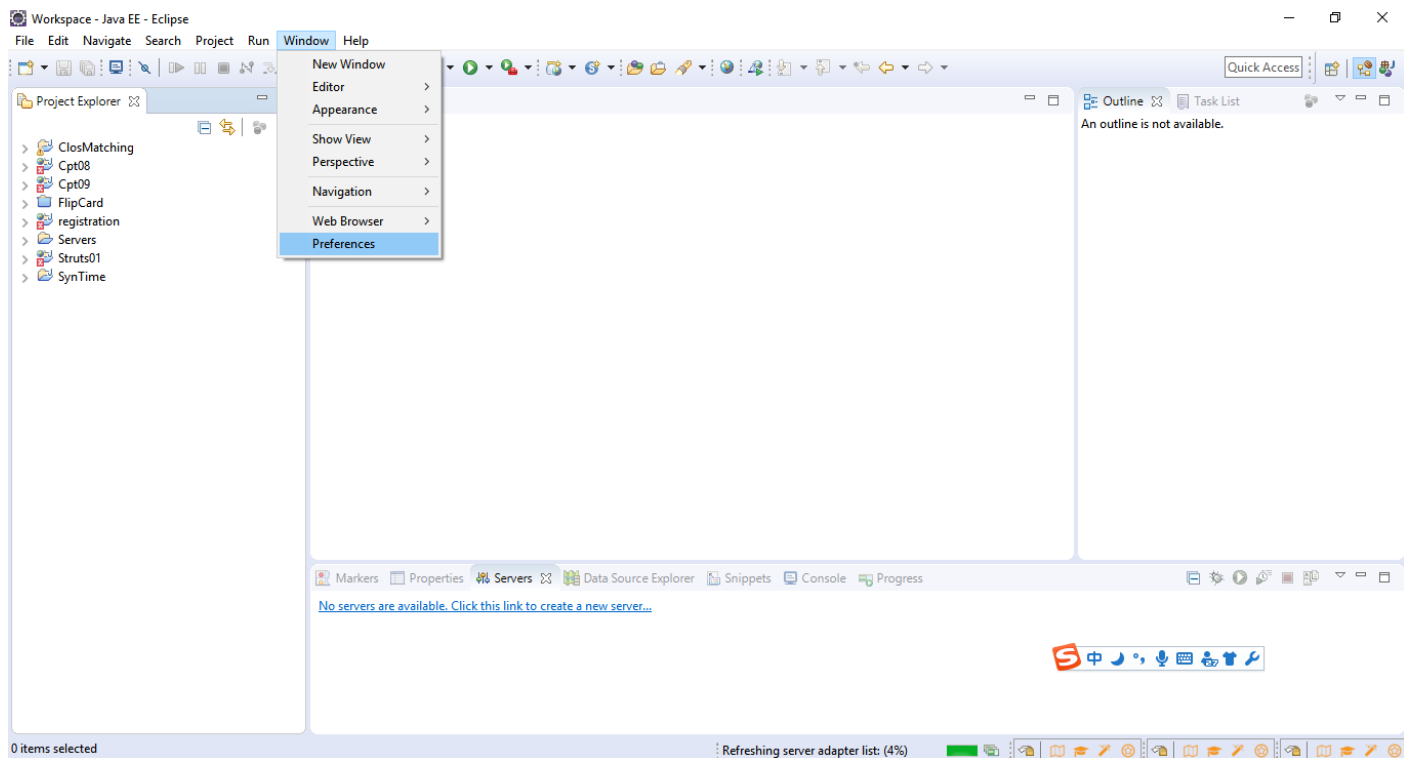 Workspace - Java EE - Eclipse
File Edit Navigate Search Project Run Window Help
New Window
Editor
Appearance
Show View
Perspective
Navigation
Web Browser
Preferences
Quick Access
Project Explorer
ClosMatching
Cpt08
Cpt09
FlipCard
registration
Servers
Struts01
SynTime
Outline Task List
An outline is not available.
Markers Properties Servers Data Source Explorer Snippets Console Progress
No servers are available. Click this link to create a new server...
中
0 items selected
Refreshing server adapter list: (4%)